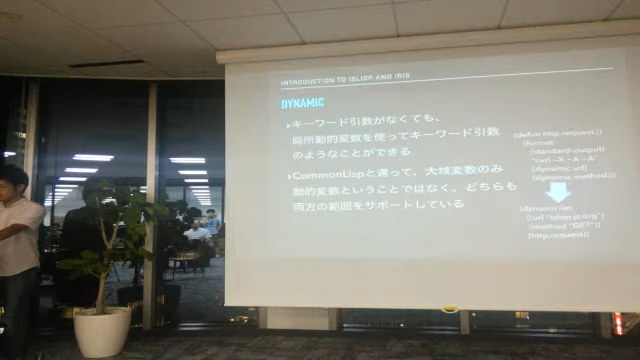 INTRODUCTION TO ISLISP AND IRIS
DYNAMIC
キーワード引数がなくても、
局所動的変数を使ってキーワード引数
のようなことができる
CommonLispと違って、大域変数のみ
動的変数ということではなく、どちらも
両方の範囲をサポートしている
(defun http.request ()
(format
(standard-output)
"curl -X ~A ~A"
(dynamic url)
(dynamic method)))
(dynamic-let
((url "islisp.js.org")
(method "GET"))
(http.request))